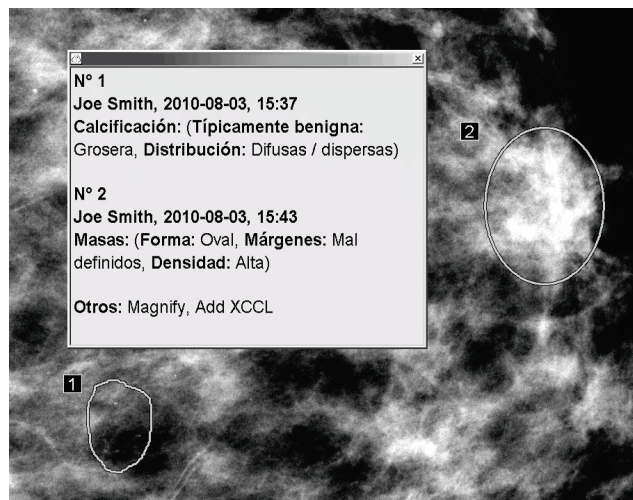 N° 1
Joe Smith, 2010-08-03, 15:37
Calcificación: (Típicamente benigna:
Grosera, Distribución: Difusas / dispersas)
N° 2
Joe Smith, 2010-08-03, 15:43
Masas: (Forma: Oval, Márgenes: Mal
definidos, Densidad: Alta)
Otros: Magnify, Add XCCL
2
1